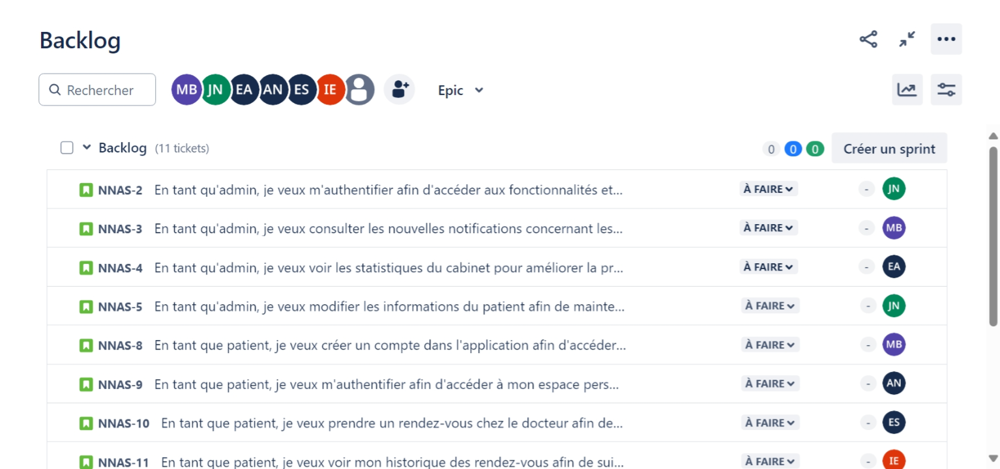 Backlog
Rechercher MB JN EA AN ES IE Epic
Backlog (11 tickets) 0 0 0 Créer un sprint
NNAS-2 En tant qu'admin, je veux m'authentifier afin d'accéder aux fonctionnalités et... À FAIRE - JN
NNAS-3 En tant qu'admin, je veux consulter les nouvelles notifications concernant les... À FAIRE - MB
NNAS-4 En tant qu'admin, je veux voir les statistiques du cabinet pour améliorer la pr... À FAIRE - EA
NNAS-5 En tant qu'admin, je veux modifier les informations du patient afin de mainte... À FAIRE - JN
NNAS-8 En tant que patient, je veux créer un compte dans l'application afin d'accéder... À FAIRE - MB
NNAS-9 En tant que patient, je veux m'authentifier afin d'accéder à mon espace pers... À FAIRE - AN
NNAS-10 En tant que patient, je veux prendre un rendez-vous chez le docteur afin de... À FAIRE - ES
NNAS-11 En tant que patient, je veux voir mon historique des rendez-vous afin de sui... À FAIRE - IE